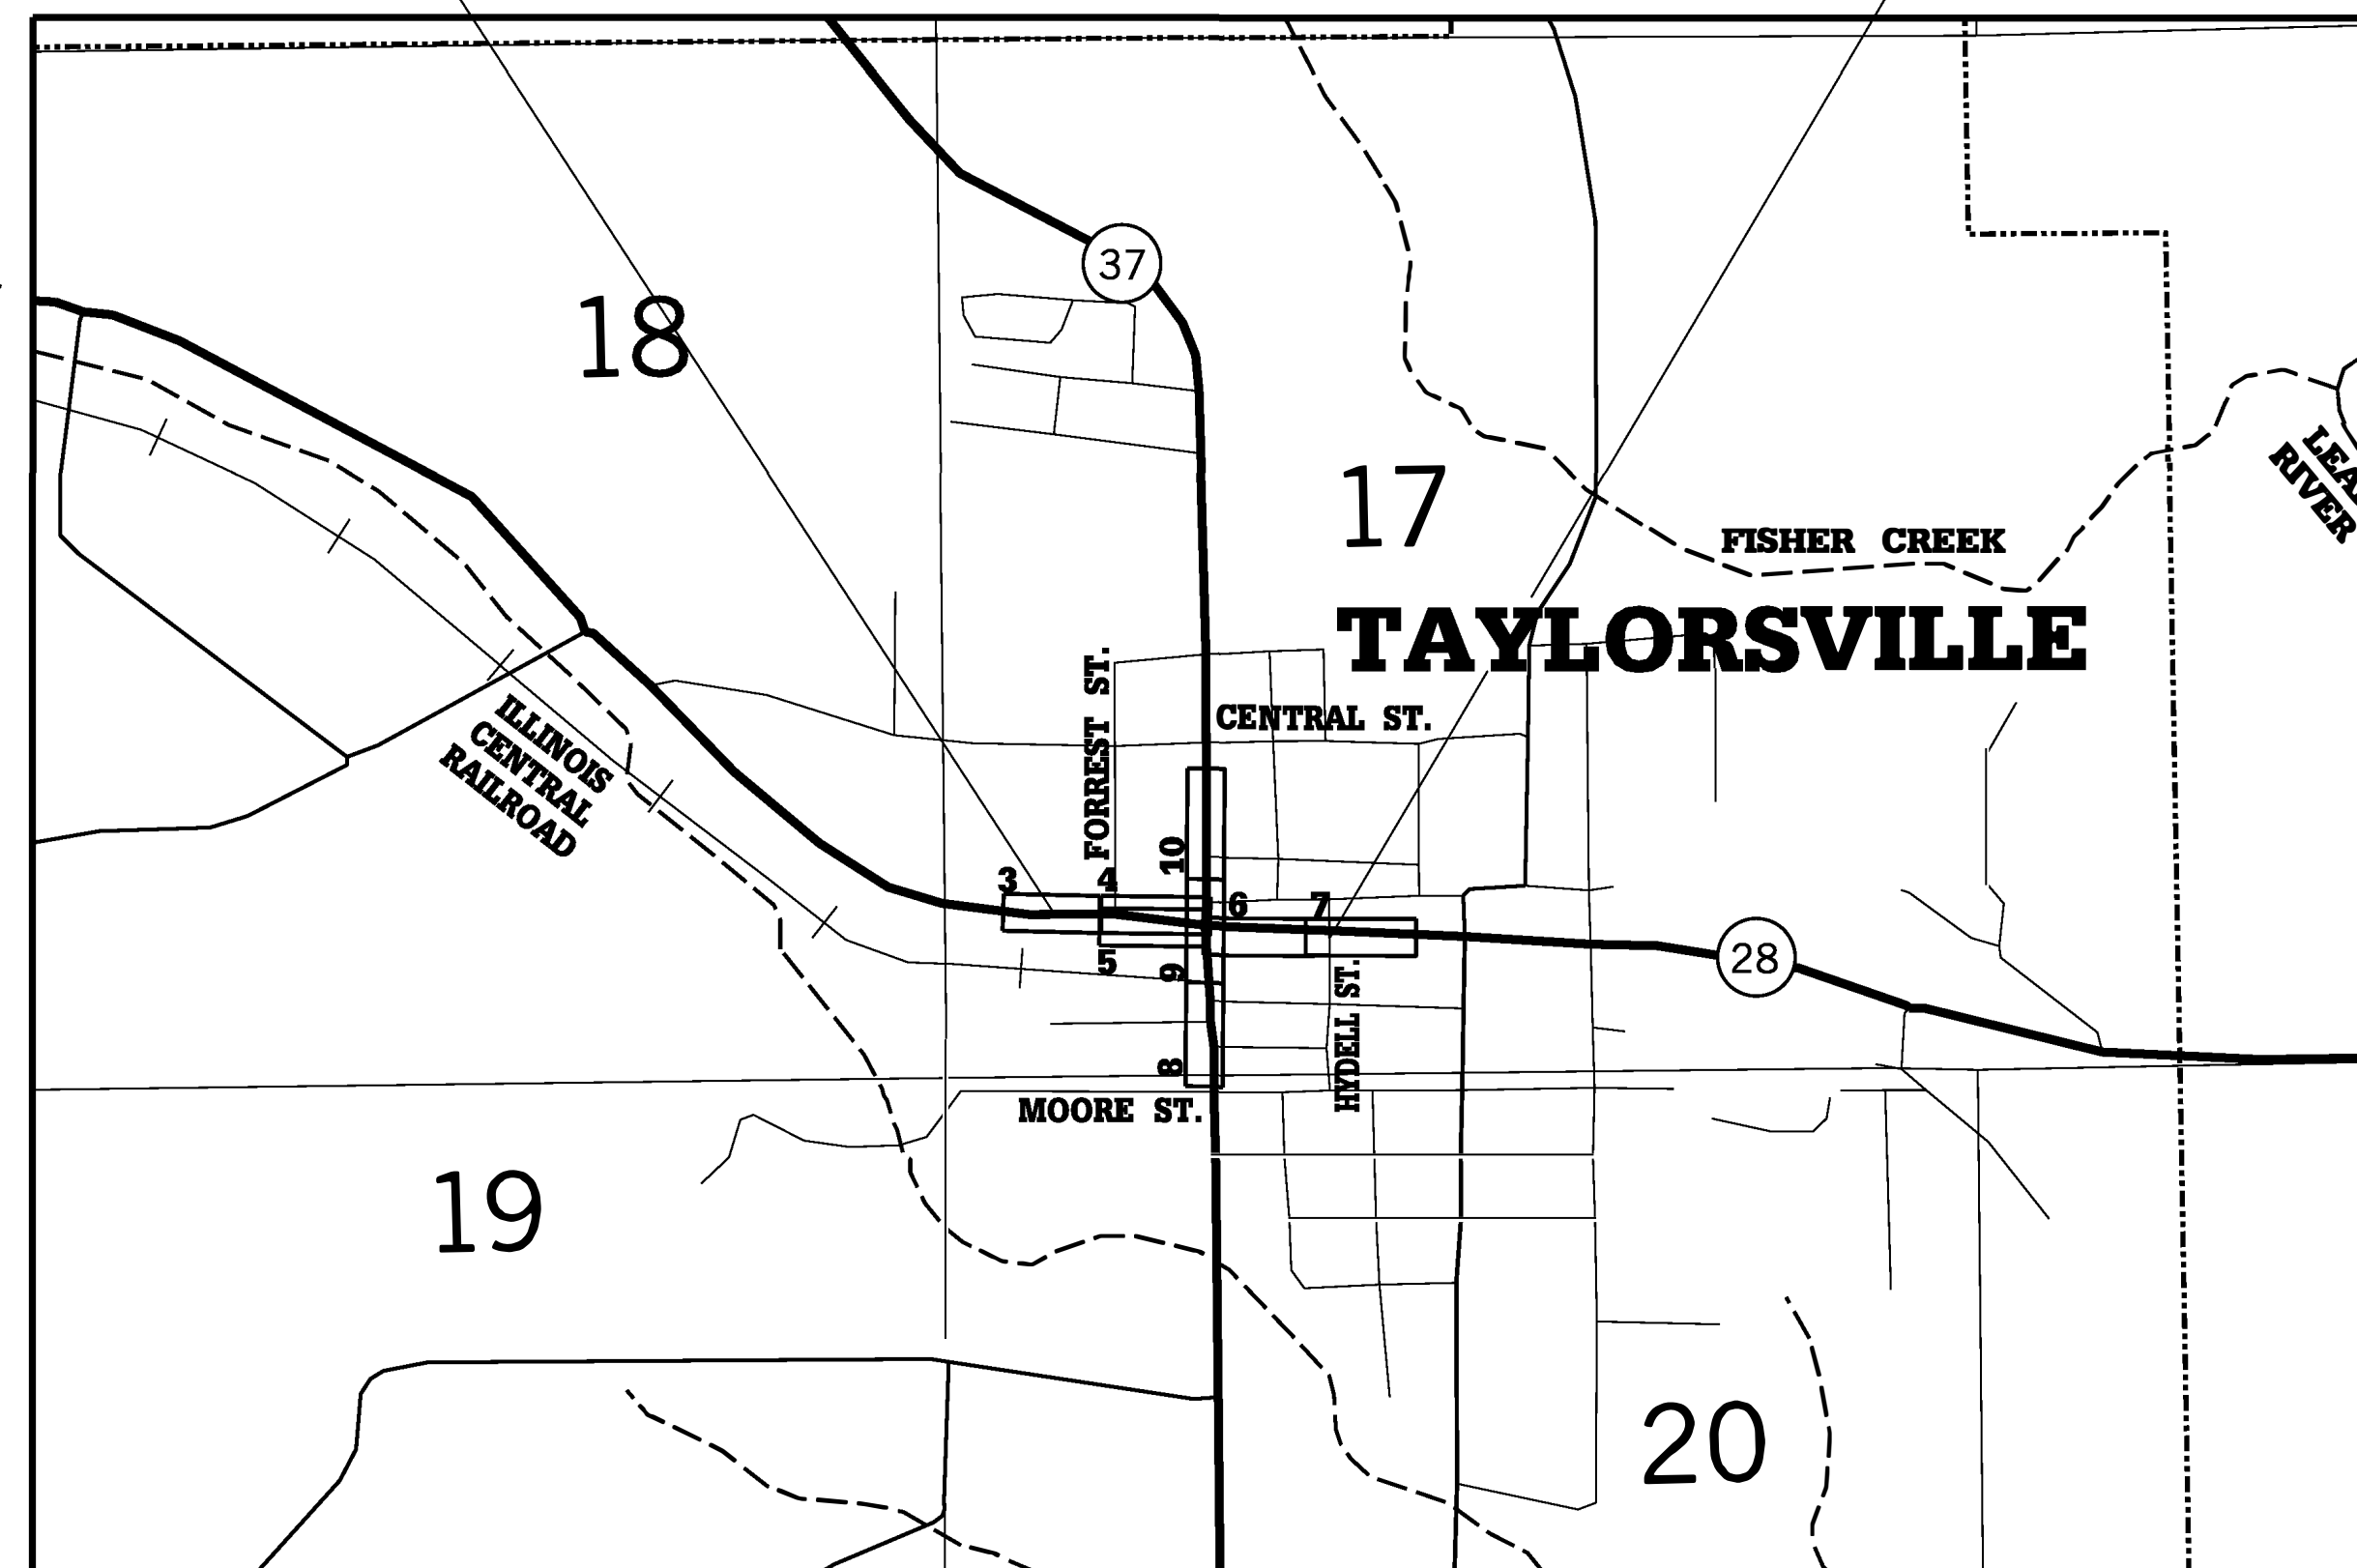 37
18
17
FISHER CREEK
LEA
RIVER
TAYLORSVILLE
FORREST ST.
CENTRAL ST.
ILLINOIS
CENTRAL
RAILROAD
10
3
4
6
7
5
9
28
8
HYDELL ST.
MOORE ST.
19
20